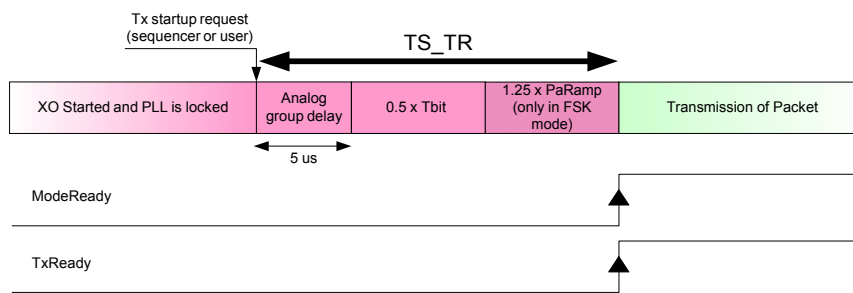 Tx startup request
(sequencer or user)
TS_TR
XO Started and PLL is locked
Analog
group delay
0.5 x Tbit
1.25 x PaRamp
(only in FSK
mode)
Transmission of Packet
5 us
ModeReady
TxReady